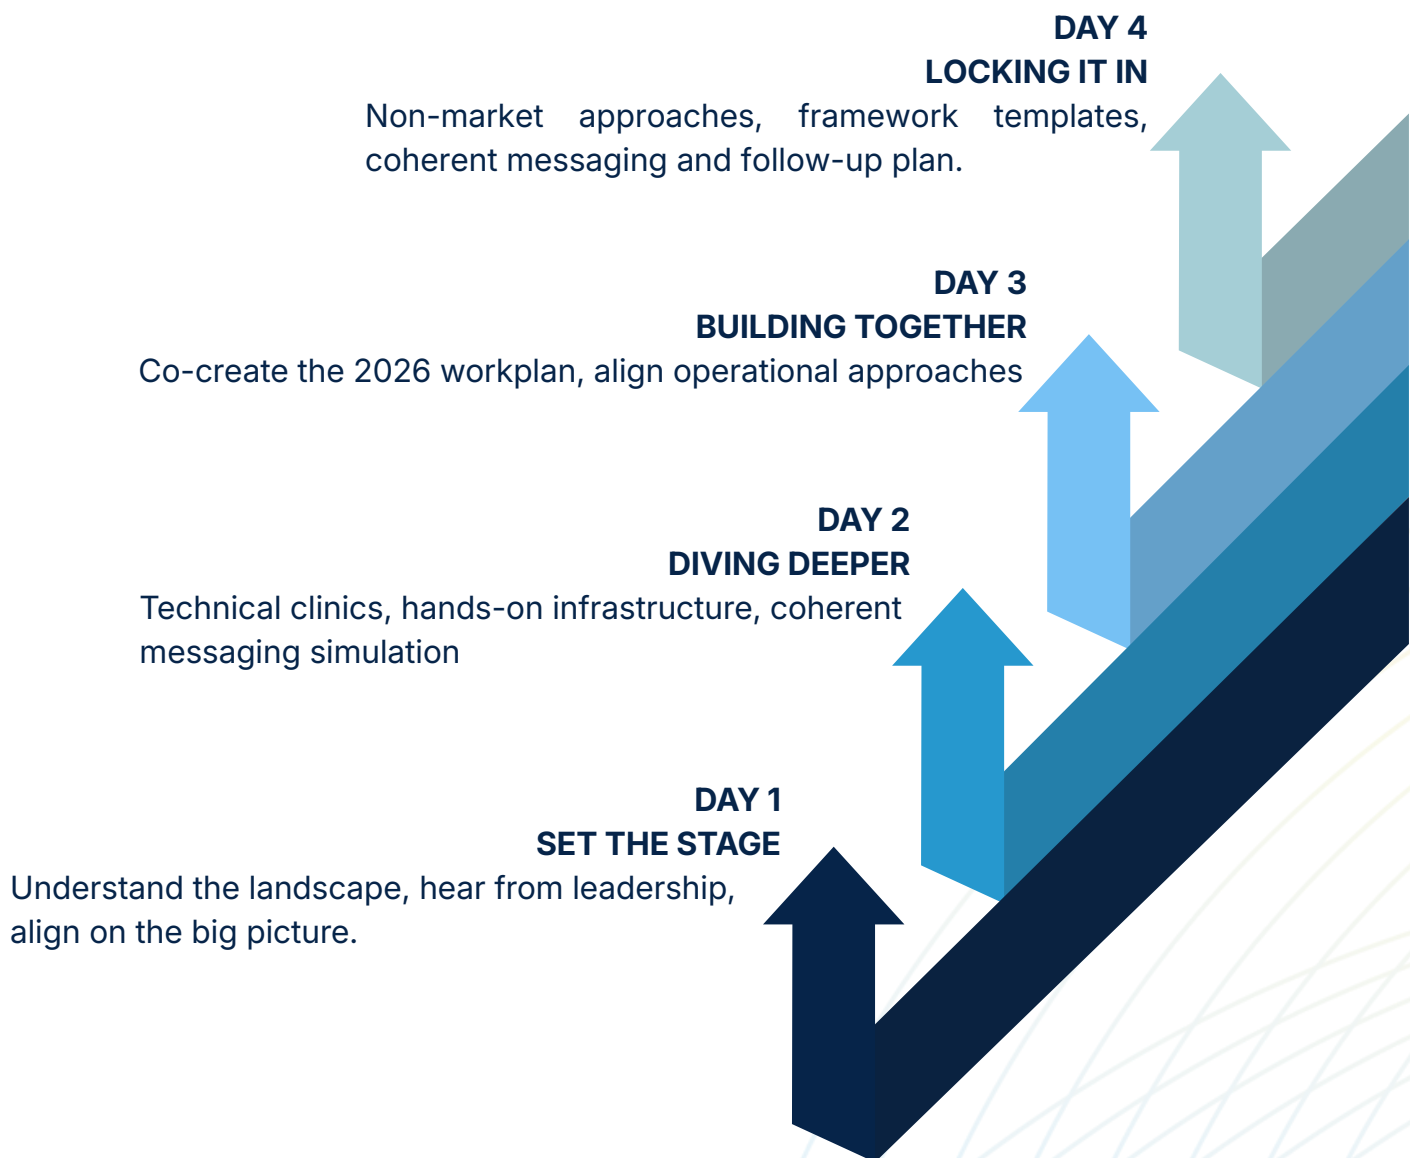 DAY 4
LOCKING IT IN
Non-market approaches, framework templates,
coherent messaging and follow-up plan.
DAY 3
BUILDING TOGETHER
Co-create the 2026 workplan, align operational approaches
DAY 2
DIVING DEEPER
Technical clinics, hands-on infrastructure, coherent
messaging simulation
DAY 1
SET THE STAGE
Understand the landscape, hear from leadership,
align on the big picture.